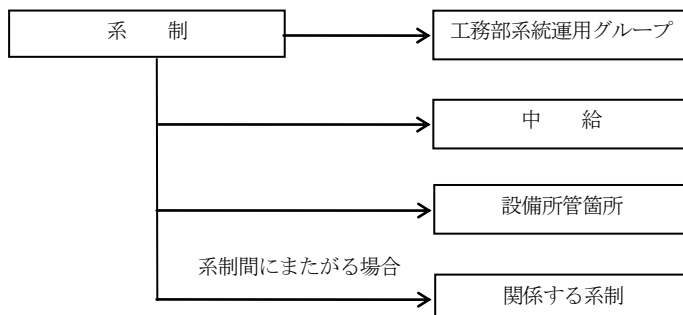 系　　制
工務部系統運用グループ
中　　給
設備所管箇所
系制間にまたがる場合
関係する系制